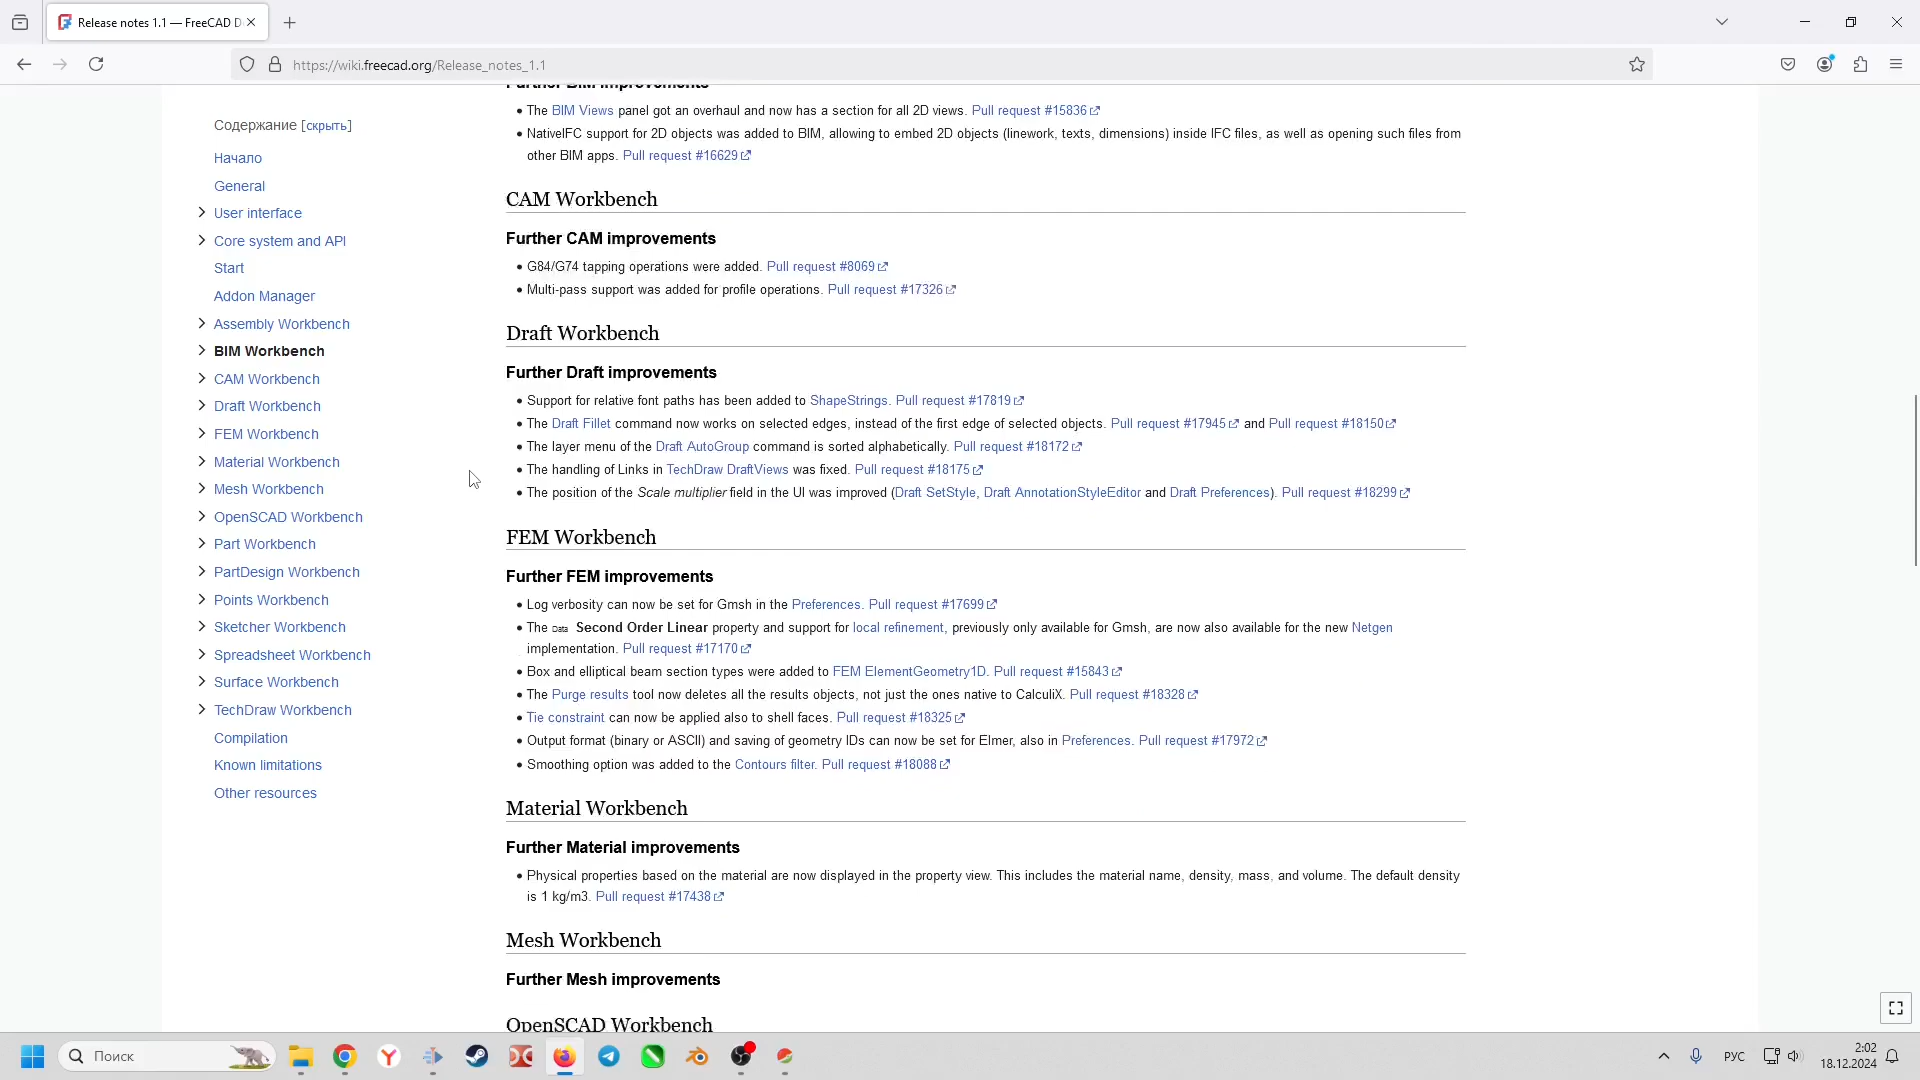 Release notes 1.1 — FreeCAD D
https://wiki.freecad.org/Release_notes_1.1
Содержание [скрыть]
Начало
General
User interface
Core system and API
Start
Addon Manager
Assembly Workbench
BIM Workbench
CAM Workbench
Draft Workbench
FEM Workbench
Material Workbench
Mesh Workbench
OpenSCAD Workbench
Part Workbench
PartDesign Workbench
Points Workbench
Sketcher Workbench
Spreadsheet Workbench
Surface Workbench
TechDraw Workbench
Compilation
Known limitations
Other resources
Further BIM improvements
The BIM Views panel got an overhaul and now has a section for all 2D views. Pull request #15836
NativeIFC support for 2D objects was added to BIM, allowing to embed 2D objects (linework, texts, dimensions) inside IFC files, as well as opening such files from
other BIM apps. Pull request #16629
CAM Workbench
Further CAM improvements
G84/G74 tapping operations were added. Pull request #8069
Multi-pass support was added for profile operations. Pull request #17326
Draft Workbench
Further Draft improvements
Support for relative font paths has been added to ShapeStrings. Pull request #17819
The Draft Fillet command now works on selected edges, instead of the first edge of selected objects. Pull request #17945 and Pull request #18150
The layer menu of the Draft AutoGroup command is sorted alphabetically. Pull request #18172
The handling of Links in TechDraw DraftViews was fixed. Pull request #18175
The position of the Scale multiplier field in the UI was improved (Draft SetStyle, Draft AnnotationStyleEditor and Draft Preferences). Pull request #18299
FEM Workbench
Further FEM improvements
Log verbosity can now be set for Gmsh in the Preferences. Pull request #17699
The Data Second Order Linear property and support for local refinement, previously only available for Gmsh, are now also available for the new Netgen
implementation. Pull request #17170
Box and elliptical beam section types were added to FEM ElementGeometry1D. Pull request #15843
The Purge results tool now deletes all the results objects, not just the ones native to CalculiX. Pull request #18328
Tie constraint can now be applied also to shell faces. Pull request #18325
Output format (binary or ASCII) and saving of geometry IDs can now be set for Elmer, also in Preferences. Pull request #17972
Smoothing option was added to the Contours filter. Pull request #18088
Material Workbench
Further Material improvements
Physical properties based on the material are now displayed in the property view. This includes the material name, density, mass, and volume. The default density
is 1 kg/m3. Pull request #17438
Mesh Workbench
Further Mesh improvements
OpenSCAD Workbench
Поиск
РУС
2:02
18.12.2024